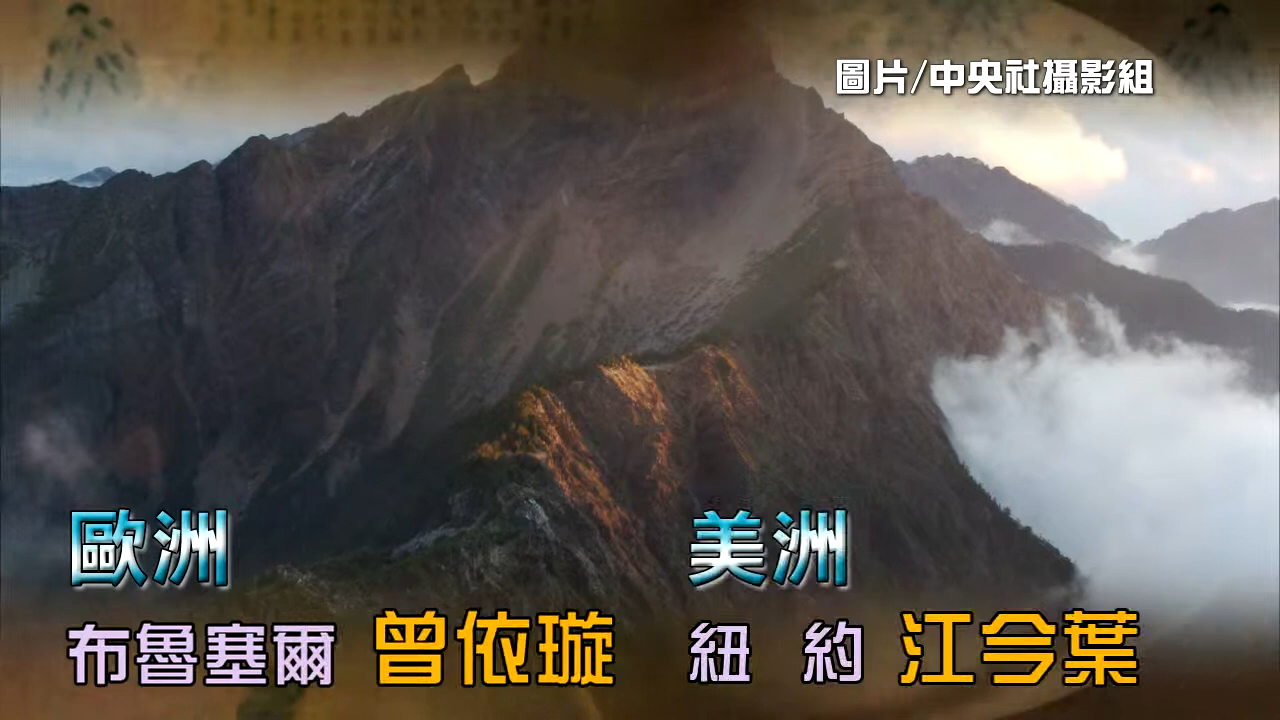 圖片/中央社攝影組
歐洲
美洲
布魯塞爾 曾依璇
紐約 江今葉